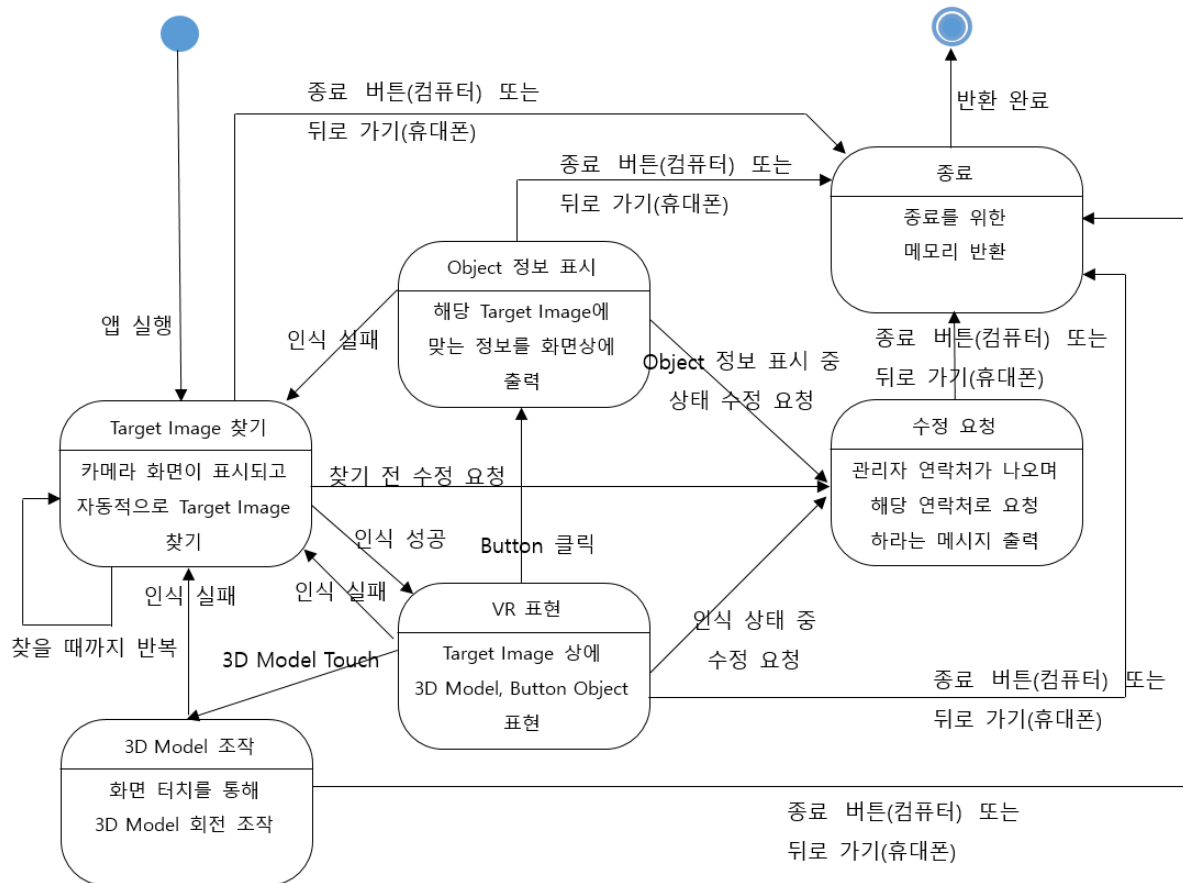 종료 버튼(컴퓨터) 또는
뒤로 가기(휴대폰)
반환 완료
종료 버튼(컴퓨터) 또는
뒤로 가기(휴대폰)
종료
종료를 위한
메모리 반환
Object 정보 표시
해당 Target Image에
맞는 정보를 화면상에
출력
앱 실행
인식 실패
Object 정보 표시 중
상태 수정 요청
종료 버튼(컴퓨터) 또는
뒤로 가기(휴대폰)
Target Image 찾기
카메라 화면이 표시되고
자동적으로 Target Image
찾기
찾기 전 수정 요청
수정 요청
관리자 연락처가 나오며
해당 연락처로 요청
하라는 메시지 출력
인식 성공
Button 클릭
인식 실패
인식 실패
찾을 때까지 반복
3D Model Touch
VR 표현
Target Image 상에
3D Model, Button Object
표현
인식 상태 중
수정 요청
종료 버튼(컴퓨터) 또는
뒤로 가기(휴대폰)
3D Model 조작
화면 터치를 통해
3D Model 회전 조작
종료 버튼(컴퓨터) 또는
뒤로 가기(휴대폰)